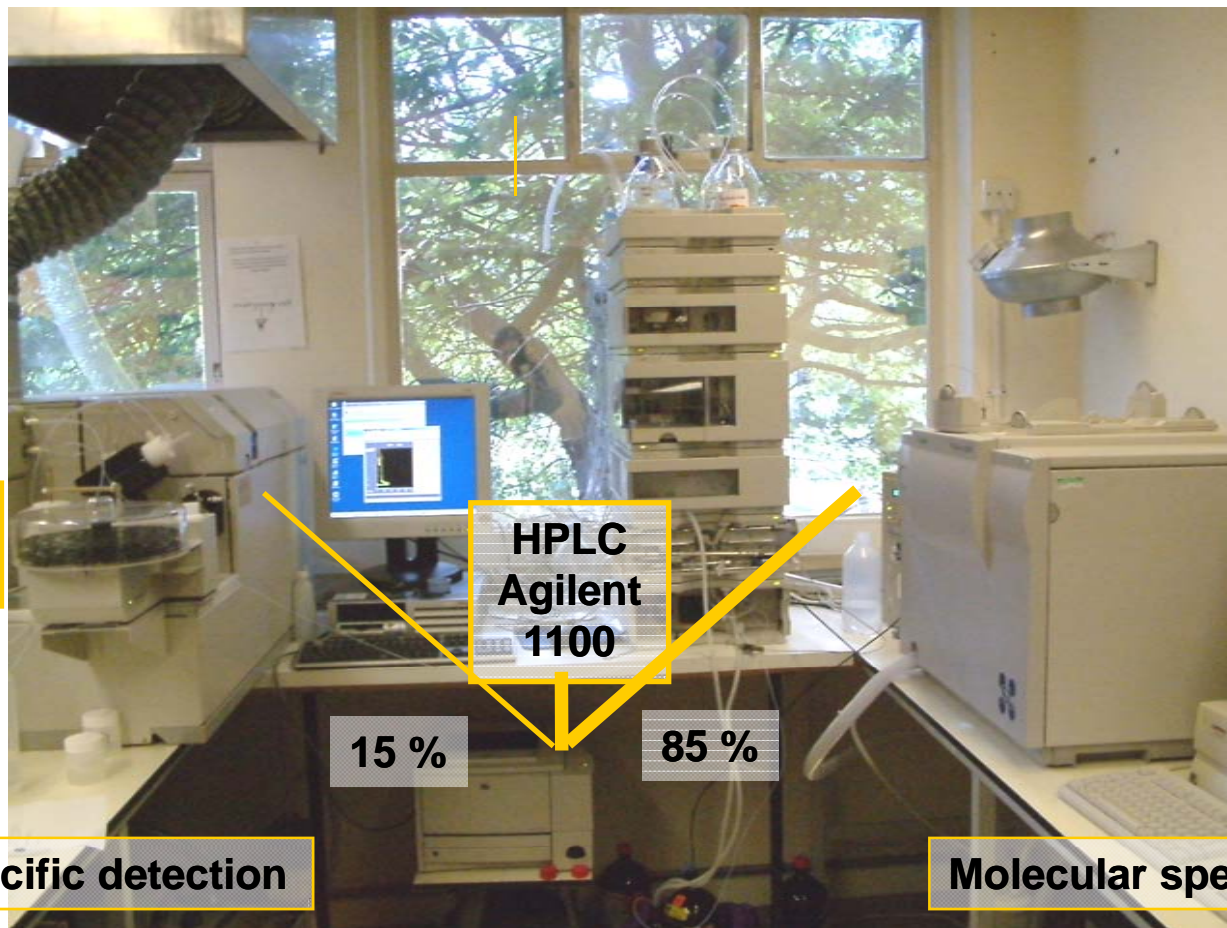 HPLC
Agilent
1100
15 %
85 %
cific detection
Molecular spe